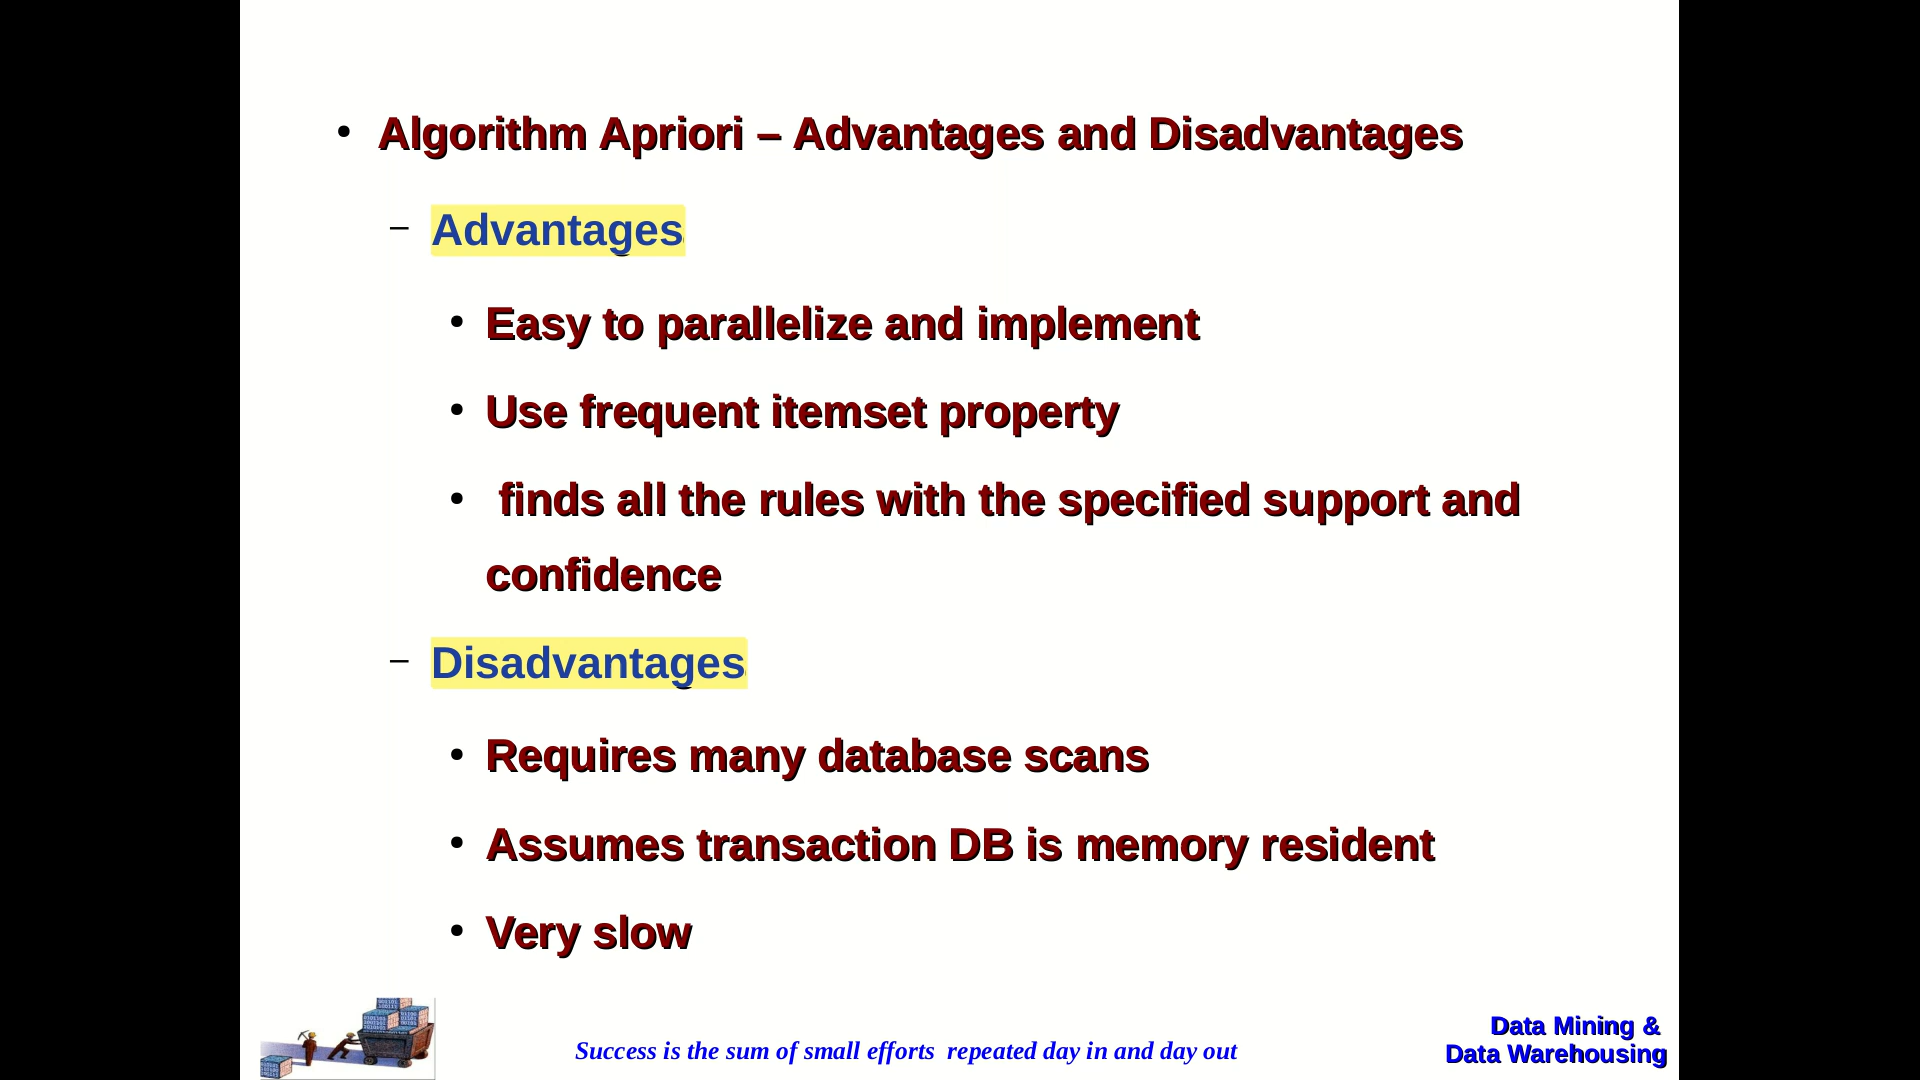 • Algorithm Apriori – Advantages and Disadvantages
– Advantages
• Easy to parallelize and implement
• Use frequent itemset property
• finds all the rules with the specified support and
confidence
– Disadvantages
• Requires many database scans
• Assumes transaction DB is memory resident
• Very slow
Success is the sum of small efforts repeated day in and day out
Data Mining &
Data Warehousing